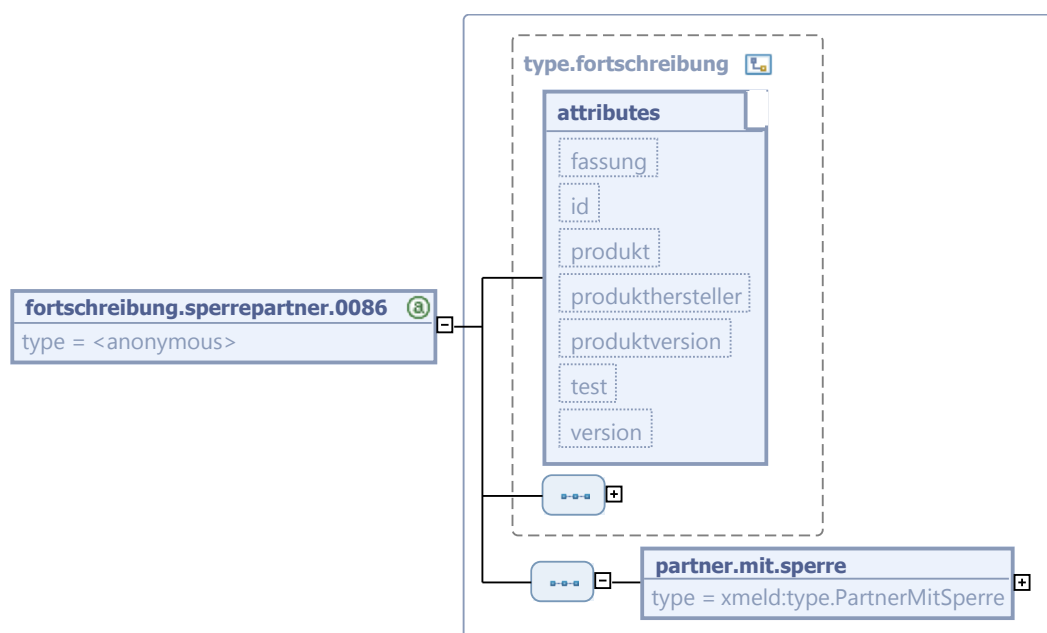 type.fortschreibung
attributes
fassung
id
produkt
produkthersteller
produktversion
test
version
fortschreibung.sperrepartner.0086 a
type = <anonymous>
partner.mit.sperre
type = xmeld:type.PartnerMitSperre